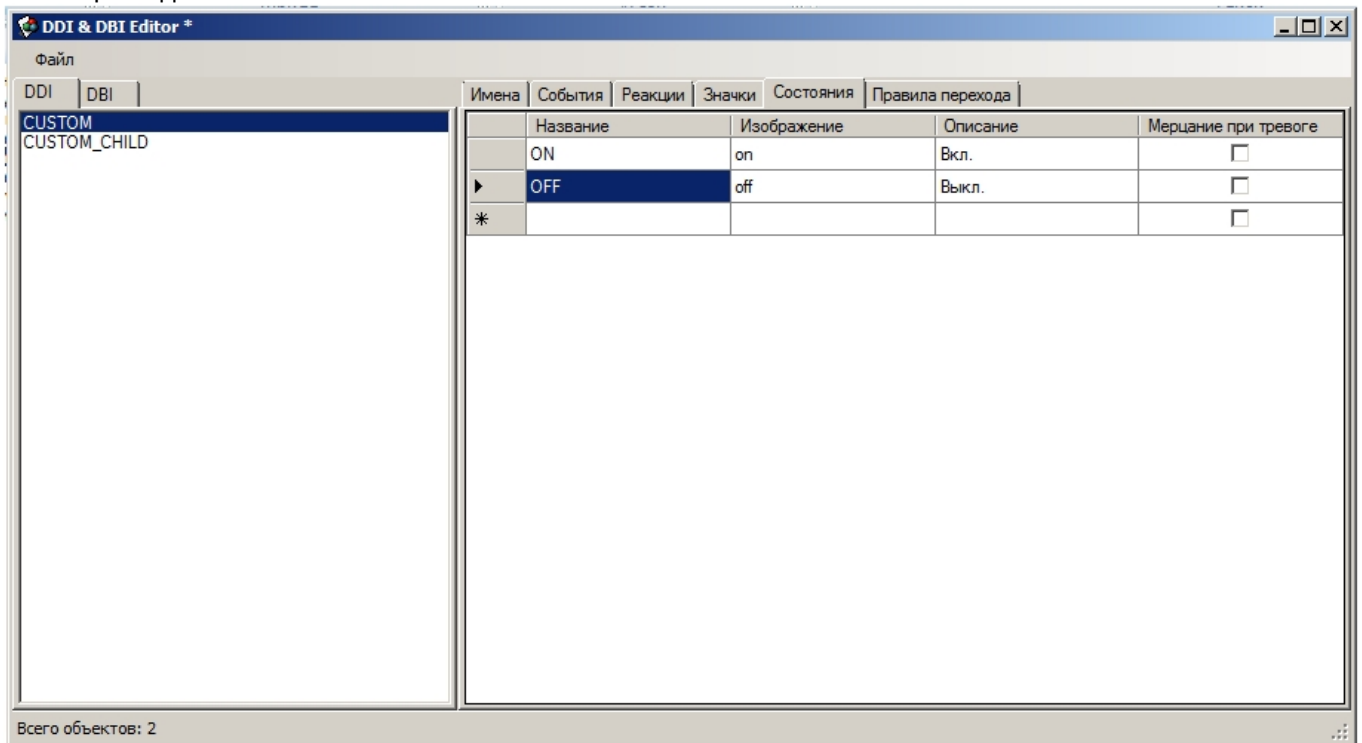 DDI & DBI Editor *
Файл
DDI DBI
Имена События Реакции Значки Состояния Правила перехода
CUSTOM
CUSTOM_CHILD
Название Изображение Описание Мерцание при тревоге
ON on Вкл.
OFF off Выкл.
Всего объектов: 2